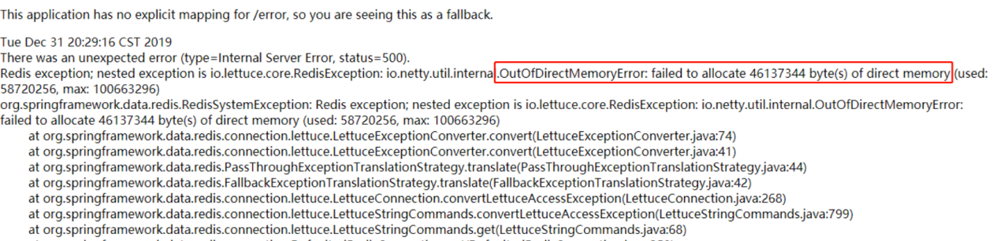 This application has no explicit mapping for /error, so you are seeing this as a fallback.
Tue Dec 31 20:29:16 CST 2019
There was an unexpected error (type=Internal Server Error, status=500).
Redis exception; nested exception is io.lettuce.core.RedisException: io.netty.util.internal.OutOfDirectMemoryError: failed to allocate 46137344 byte(s) of direct memory (used:
58720256, max: 100663296)
org.springframework.data.redis.RedisSystemException: Redis exception; nested exception is io.lettuce.core.RedisException: io.netty.util.internal.OutOfDirectMemoryError:
failed to allocate 46137344 byte(s) of direct memory (used: 58720256, max: 100663296)
at org.springframework.data.redis.connection.lettuce.LettuceExceptionConverter.convert(LettuceExceptionConverter.java:74)
at org.springframework.data.redis.connection.lettuce.LettuceExceptionConverter.convert(LettuceExceptionConverter.java:41)
at org.springframework.data.redis.PassThroughExceptionTranslationStrategy.translate(PassThroughExceptionTranslationStrategy.java:44)
at org.springframework.data.redis.FallbackExceptionTranslationStrategy.translate(FallbackExceptionTranslationStrategy.java:42)
at org.springframework.data.redis.connection.lettuce.LettuceConnection.convertLettuceAccessException(LettuceConnection.java:268)
at org.springframework.data.redis.connection.lettuce.LettuceStringCommands.convertLettuceAccessException(LettuceStringCommands.java:799)
at org.springframework.data.redis.connection.lettuce.LettuceStringCommands.get(LettuceStringCommands.java:68)